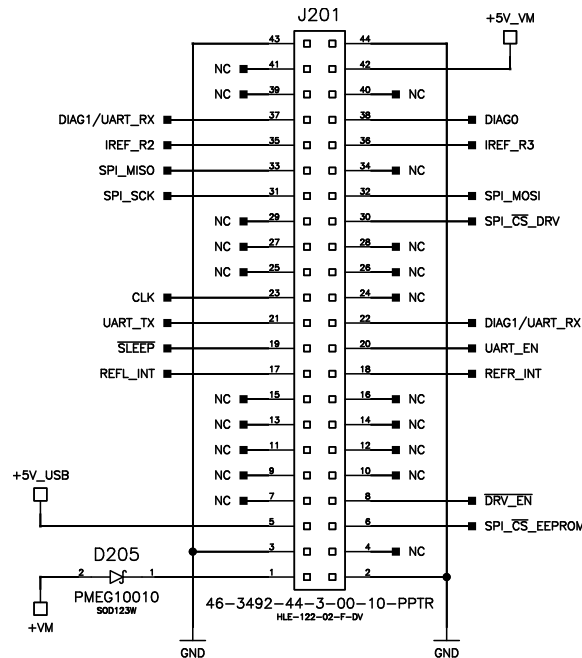 J201
+5V_VM
43 44
NC 41 42
NC 39 40 NC
DIAG1/UART_RX 37 38 DIAG0
IREF_R2 35 36 IREF_R3
SPI_MISO 33 34 NC
SPI_SCK 31 32 SPI_MOSI
NC 29 30 SPI_CS_DRV
NC 27 28 NC
NC 25 26 NC
CLK 23 24 NC
UART_TX 21 22 DIAG1/UART_RX
SLEEP 19 20 UART_EN
REFL_INT 17 18 REFR_INT
NC 15 16 NC
NC 13 14 NC
NC 11 12 NC
NC 9 10 NC
+5V_USB
NC 7 8 DRV_EN
5 6 SPI_CS_EEPROM
3 4 NC
D205
2 1 1 2
PMEG10010
SOD123W
46-3492-44-3-00-10-PPTR
HLE-122-02-F-DV
+VM
GND GND